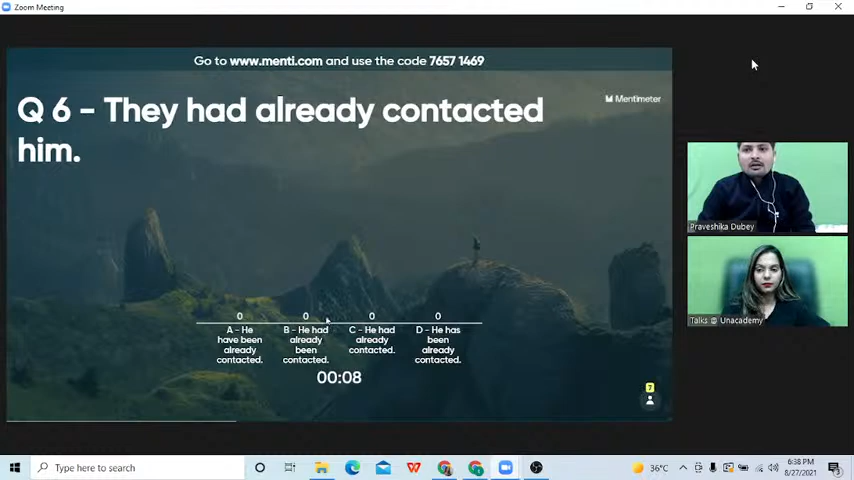 Zoom Meeting
Go to www.menti.com and use the code 7657 1469
Mentimeter
Q 6 - They had already contacted
him.
0
0
0
0
A - He
have been
already
contacted.
B - He had
already
been
contacted.
C - He had
already
contacted.
D - He has
been
already
contacted.
00:08
7
Praveshika Dubey
Talks @ Unacademy
Type here to search
36°C
6:38 PM
8/27/2021
3